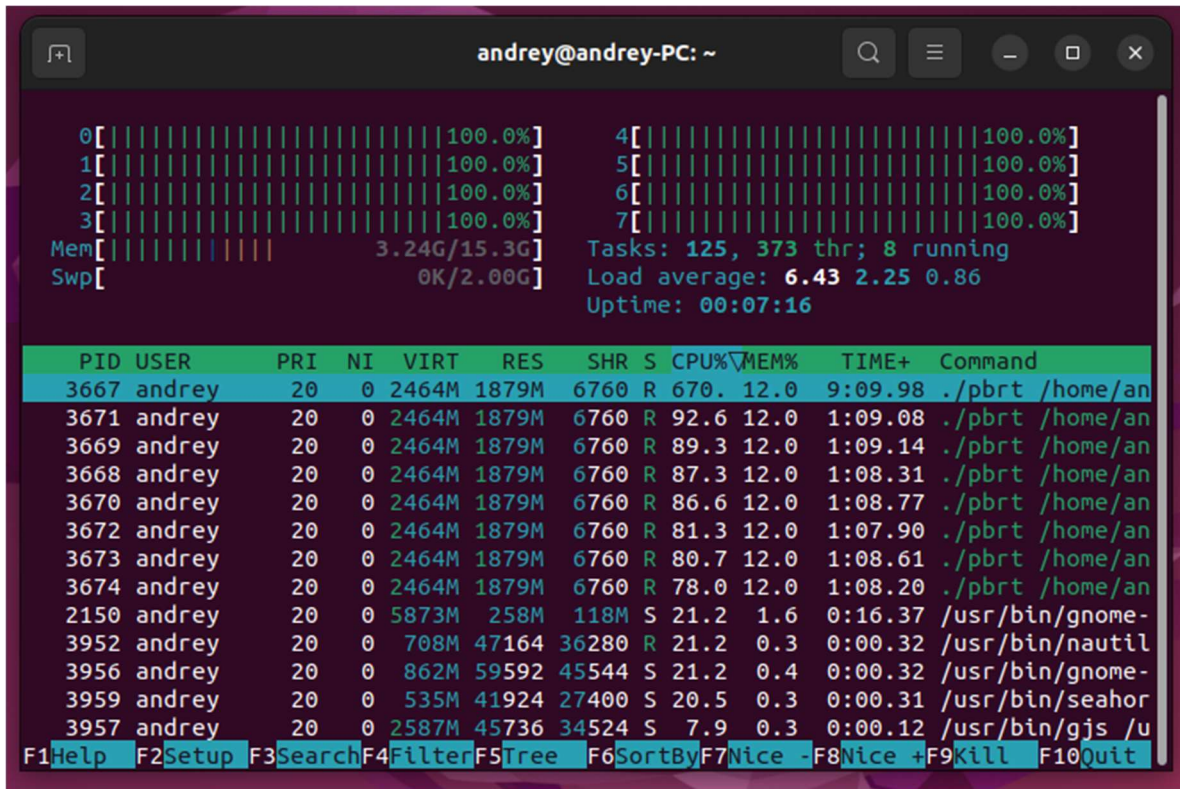 andrey@andrey-PC: ~
0[||||||||||||||||||||||||100.0%] 4[||||||||||||||||||||||||100.0%]
1[||||||||||||||||||||||||100.0%] 5[||||||||||||||||||||||||100.0%]
2[||||||||||||||||||||||||100.0%] 6[||||||||||||||||||||||||100.0%]
3[||||||||||||||||||||||||100.0%] 7[||||||||||||||||||||||||100.0%]
Mem[|||||||||||| 3.24G/15.3G] Tasks: 125, 373 thr; 8 running
Swp[ 0K/2.00G] Load average: 6.43 2.25 0.86
Uptime: 00:07:16
PID USER PRI NI VIRT RES SHR S CPU%▽MEM% TIME+ Command
3667 andrey 20 0 2464M 1879M 6760 R 670. 12.0 9:09.98 ./pbrt /home/an
3671 andrey 20 0 2464M 1879M 6760 R 92.6 12.0 1:09.08 ./pbrt /home/an
3669 andrey 20 0 2464M 1879M 6760 R 89.3 12.0 1:09.14 ./pbrt /home/an
3668 andrey 20 0 2464M 1879M 6760 R 87.3 12.0 1:08.31 ./pbrt /home/an
3670 andrey 20 0 2464M 1879M 6760 R 86.6 12.0 1:08.77 ./pbrt /home/an
3672 andrey 20 0 2464M 1879M 6760 R 81.3 12.0 1:07.90 ./pbrt /home/an
3673 andrey 20 0 2464M 1879M 6760 R 80.7 12.0 1:08.61 ./pbrt /home/an
3674 andrey 20 0 2464M 1879M 6760 R 78.0 12.0 1:08.20 ./pbrt /home/an
2150 andrey 20 0 5873M 258M 118M S 21.2 1.6 0:16.37 /usr/bin/gnome-
3952 andrey 20 0 708M 47164 36280 R 21.2 0.3 0:00.32 /usr/bin/nautil
3956 andrey 20 0 862M 59592 45544 S 21.2 0.4 0:00.32 /usr/bin/gnome-
3959 andrey 20 0 535M 41924 27400 S 20.5 0.3 0:00.31 /usr/bin/seahor
3957 andrey 20 0 2587M 45736 34524 S 7.9 0.3 0:00.12 /usr/bin/gjs /u
F1Help F2Setup F3SearchF4FilterF5Tree F6SortByF7Nice -F8Nice +F9Kill F10Quit